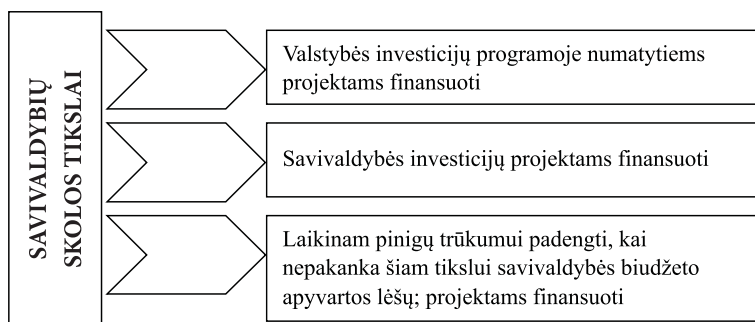 SAVIVALDYBIŲ
SKOLOS TIKSLAI
Valstybės investicijų programoje numatytiems
projektams finansuoti
Savivaldybės investicijų projektams finansuoti
Laikinam pinigų trūkumui padengti, kai
nepakanka šiam tikslui savivaldybės biudžeto
apyvartos lėšų; projektams finansuoti